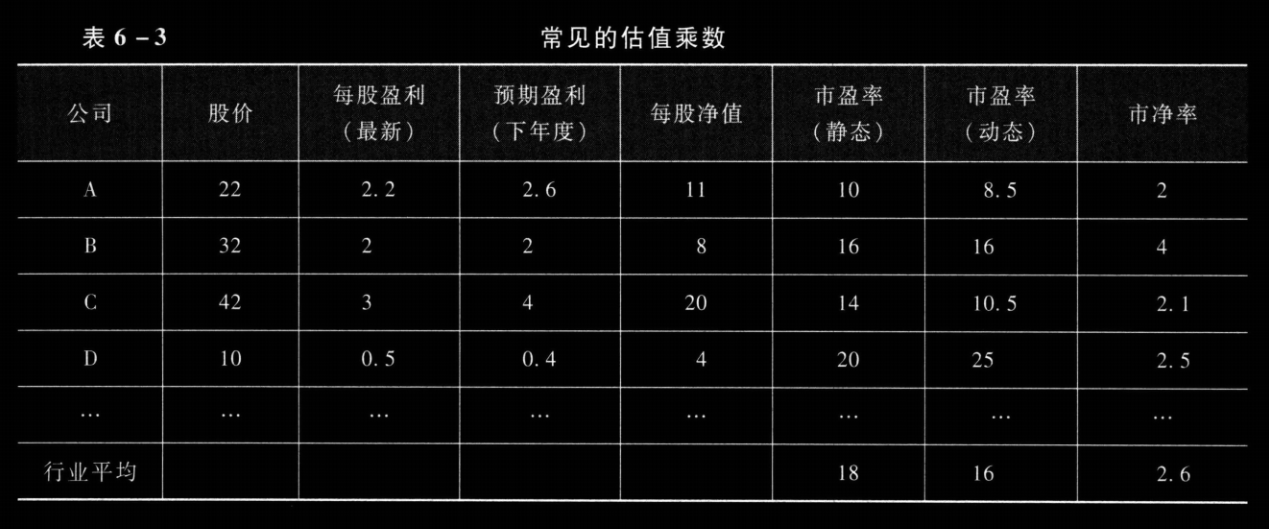 表 6-3 常见的估值乘数
公司 股价 每股盈利（最新） 预期盈利（下年度） 每股净值 市盈率（静态） 市盈率（动态） 市净率
A 22 2.2 2.6 11 10 8.5 2
B 32 2 2 8 16 16 4
C 42 3 4 20 14 10.5 2.1
D 10 0.5 0.4 4 20 25 2.5
… … … … … … … …
行业平均 18 16 2.6